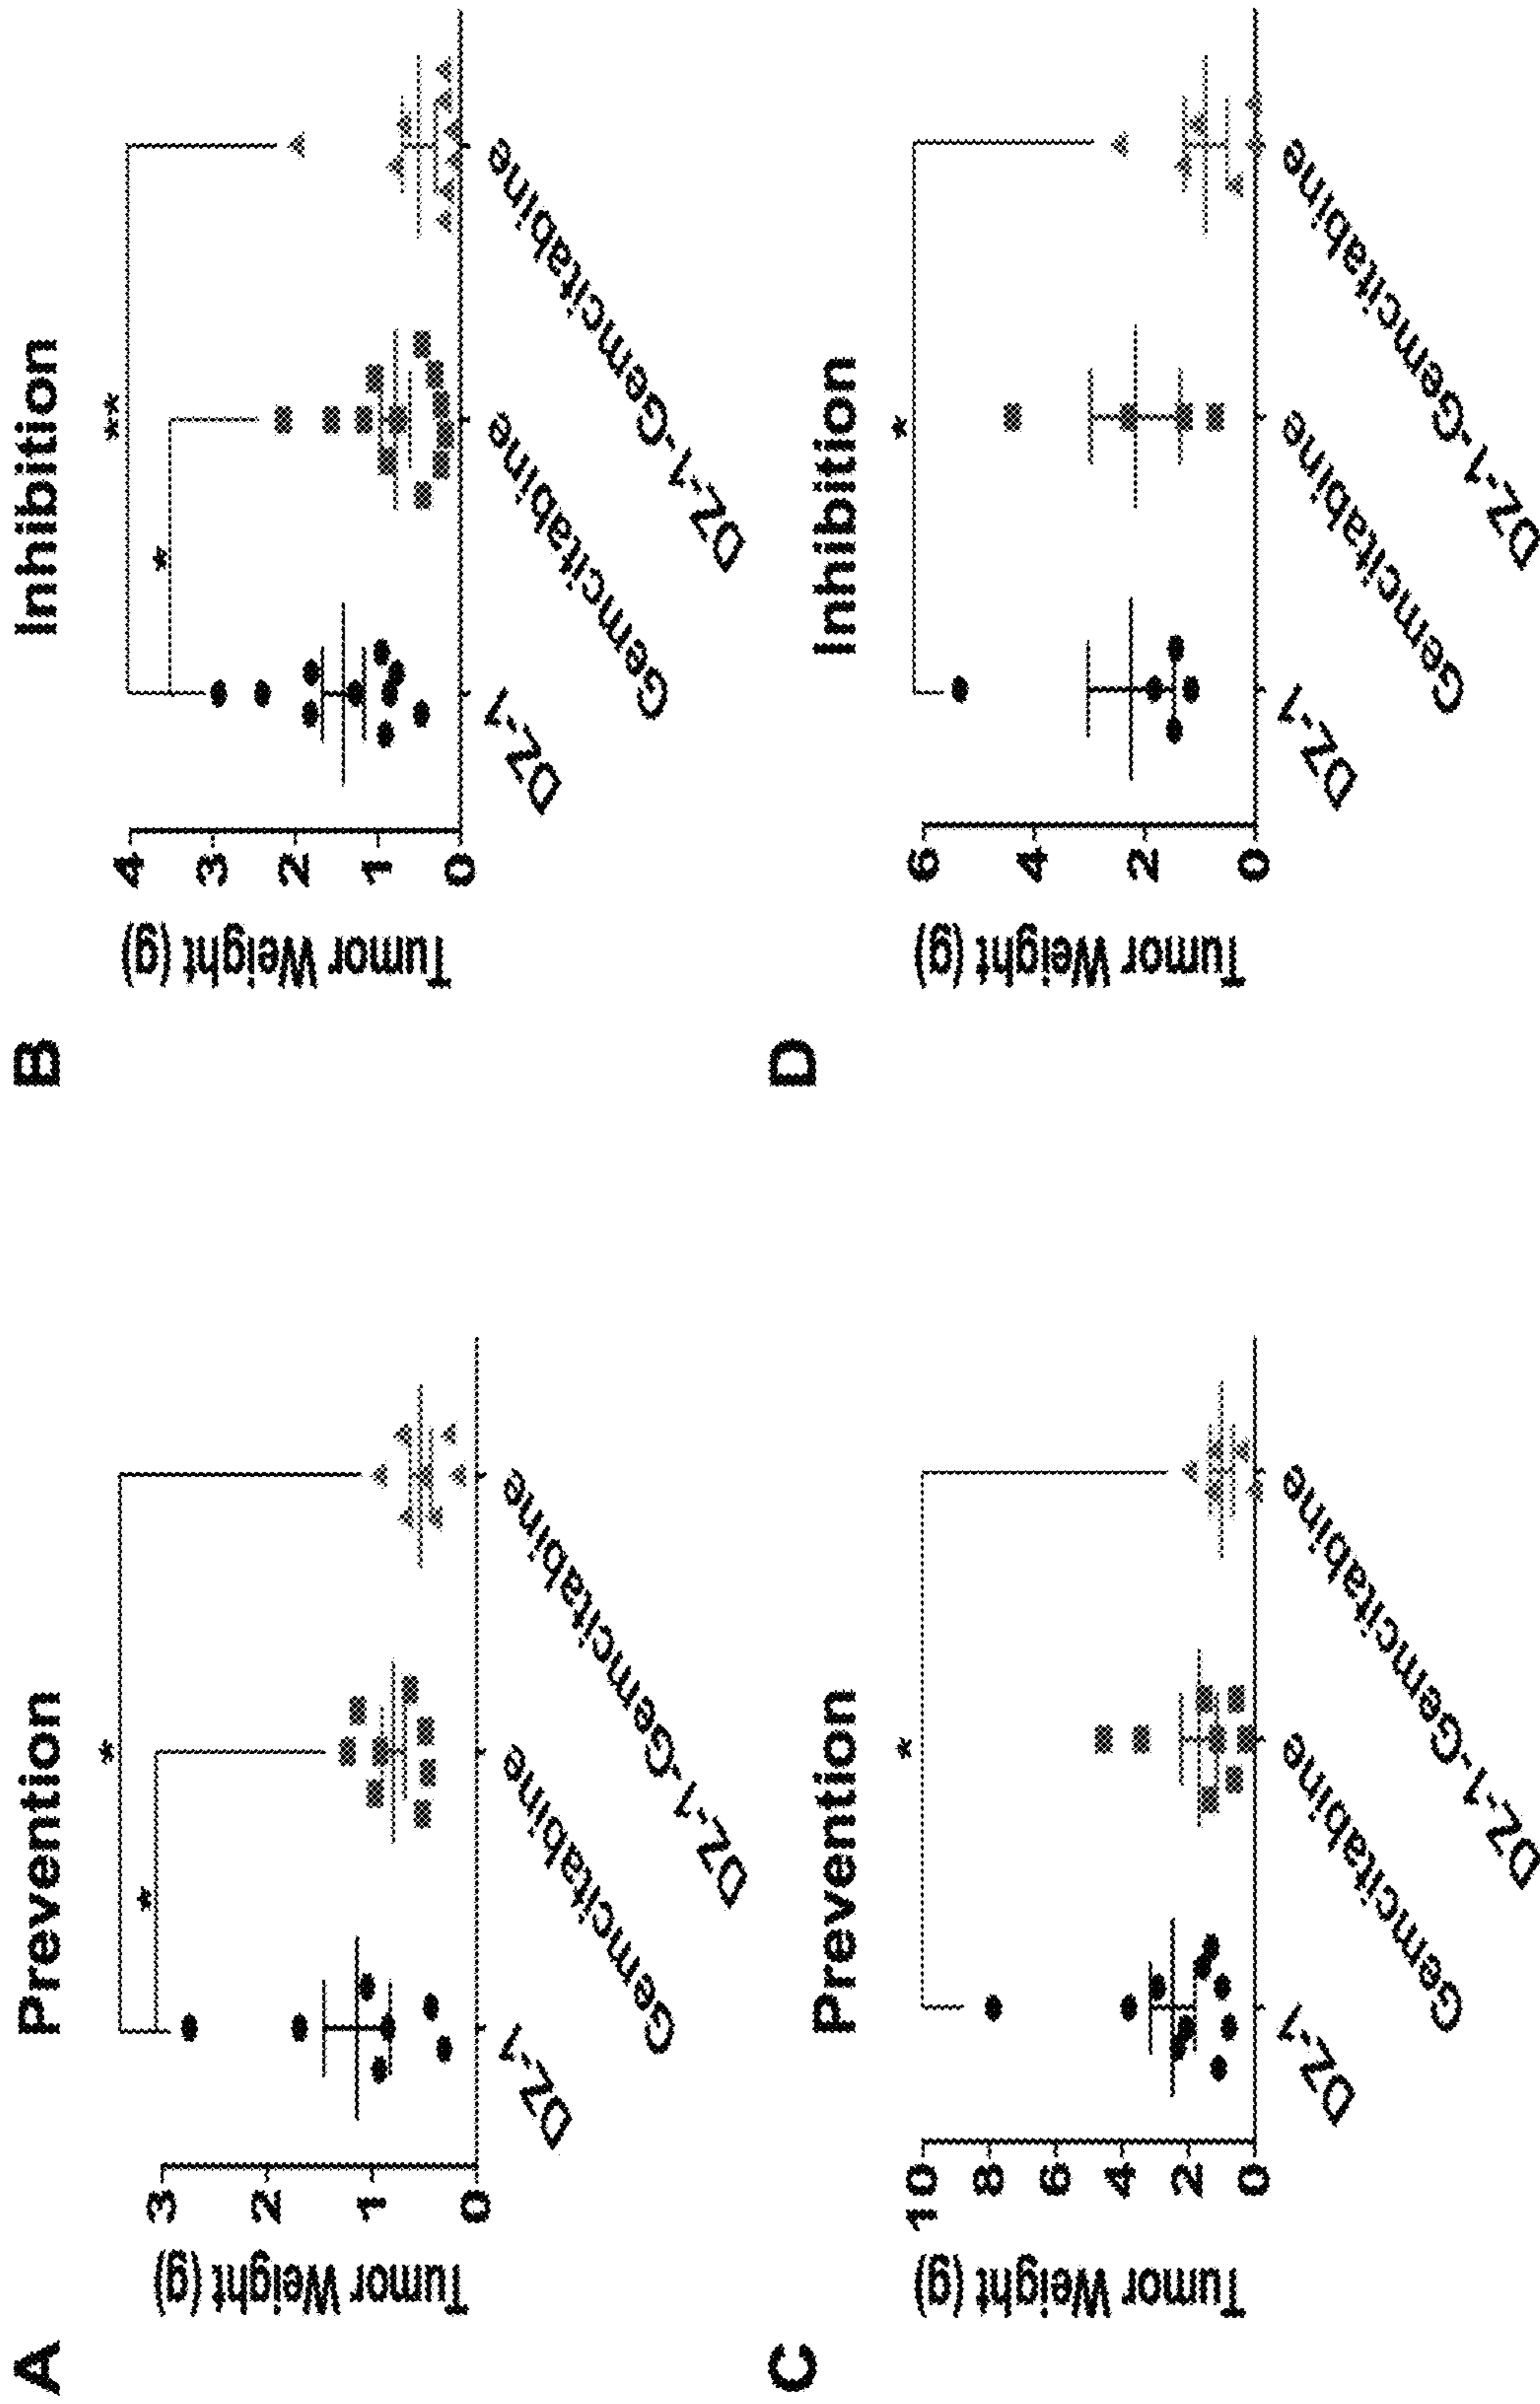 A
Prevention
*
*
Tumor Weight (g)
3
2
1
0
DZ-1
Gemcitabine
DZ-1-Gemcitabine
B
Inhibition
**
*
Tumor Weight (g)
4
3
2
1
0
DZ-1
Gemcitabine
DZ-1-Gemcitabine
C
Prevention
*
Tumor Weight (g)
10
8
6
4
2
0
DZ-1
Gemcitabine
DZ-1-Gemcitabine
D
Inhibition
*
Tumor Weight (g)
6
4
2
0
DZ-1
Gemcitabine
DZ-1-Gemcitabine